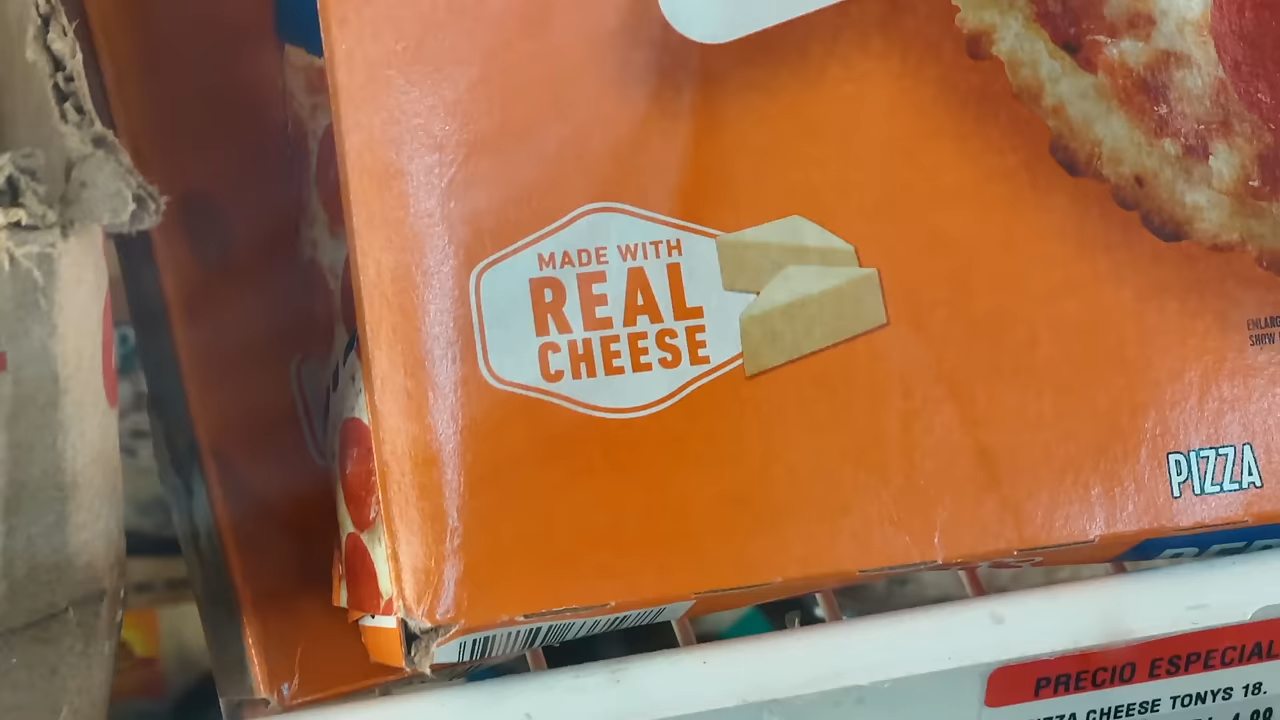 MADE WITH
REAL
CHEESE
PIZZA
PRECIO ESPECIAL
CHEESE TONYS 18.